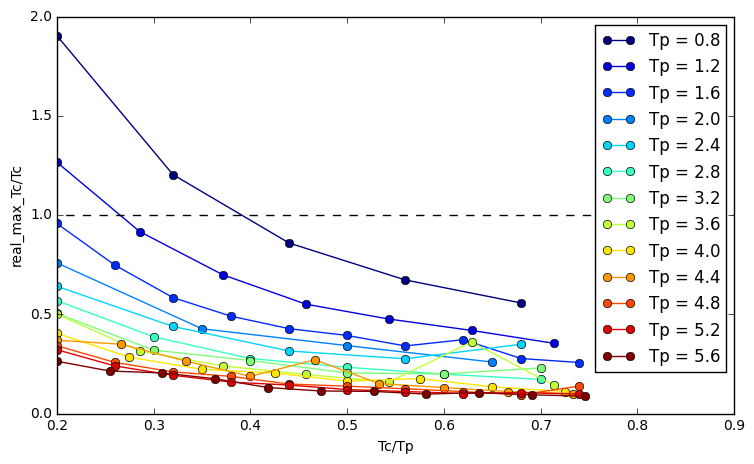 2.0
1.5
1.0
0.5
0.0
real_max_Tc/Tc
0.2 0.3 0.4 0.5 0.6 0.7 0.8 0.9
Tc/Tp
Tp = 0.8
Tp = 1.2
Tp = 1.6
Tp = 2.0
Tp = 2.4
Tp = 2.8
Tp = 3.2
Tp = 3.6
Tp = 4.0
Tp = 4.4
Tp = 4.8
Tp = 5.2
Tp = 5.6